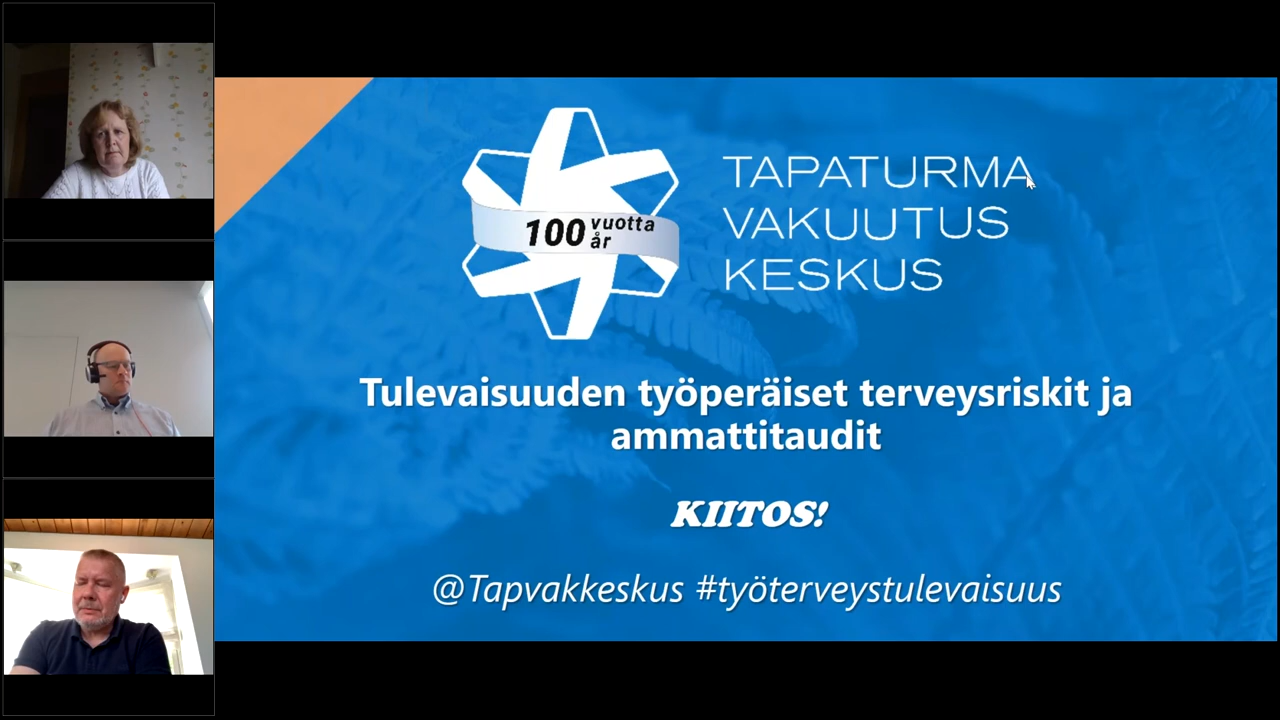 100 vuotta
år
TAPATURMA
VAKUUTUS
KESKUS
Tulevaisuuden työperäiset terveysriskit ja
ammattitaudit
KIITOS!
@Tapvakkeskus #työterveystulevaisuus